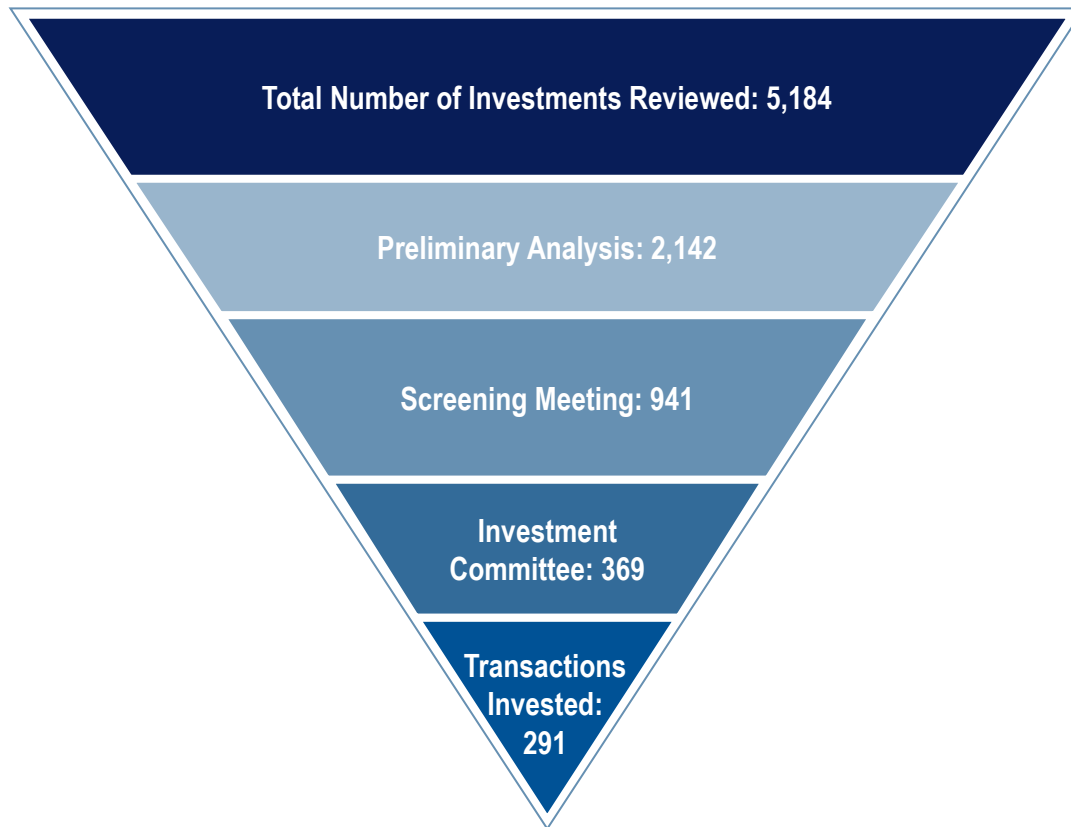 Total Number of Investments Reviewed: 5,184
Preliminary Analysis: 2,142
Screening Meeting: 941
Investment
Committee: 369
Transactions
Invested:
291